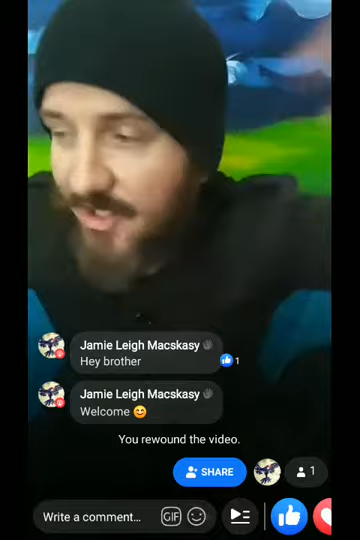 Jamie Leigh Macskasy
Hey brother
1
Jamie Leigh Macskasy
Welcome 😊
You rewound the video.
SHARE
1
Write a comment...
GIF